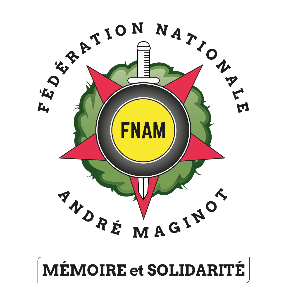 FÉDÉRATION NATIONALE
FNAM
ANDRÉ MAGINOT
MÉMOIRE et SOLIDARITÉ